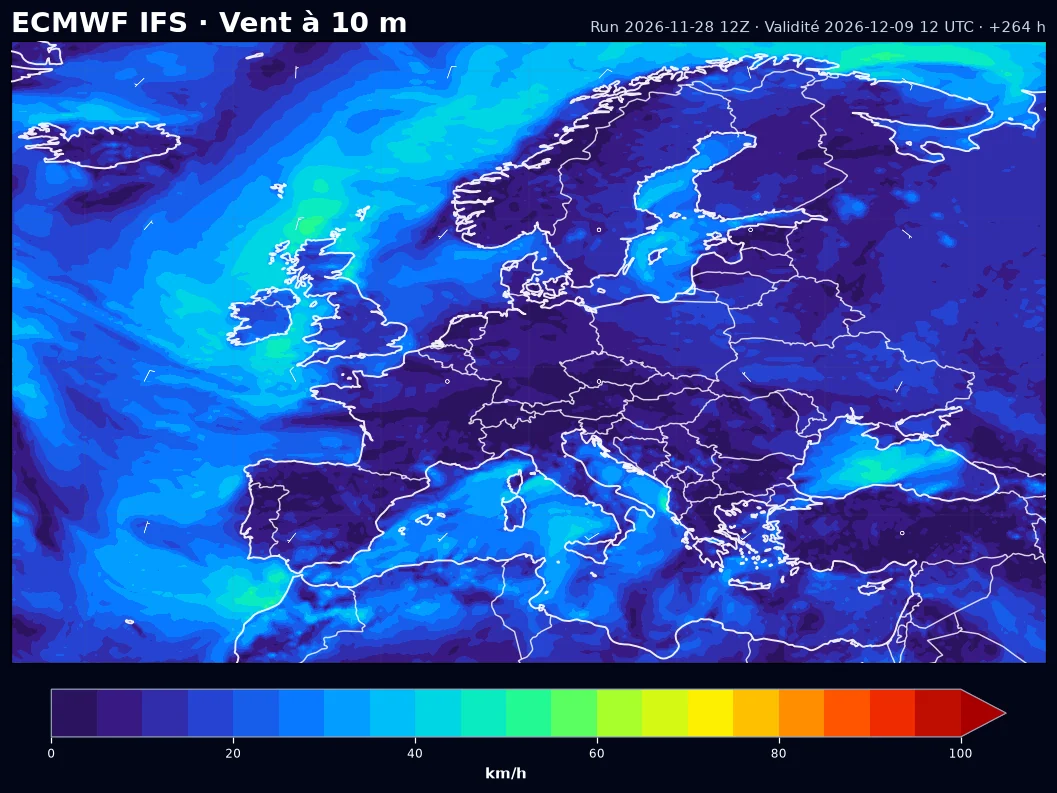 ECMWF IFS · Vent à 10 m
Run 2026-11-28 12Z · Validité 2026-12-09 12 UTC · +264 h
0 20 40 60 80 100
km/h